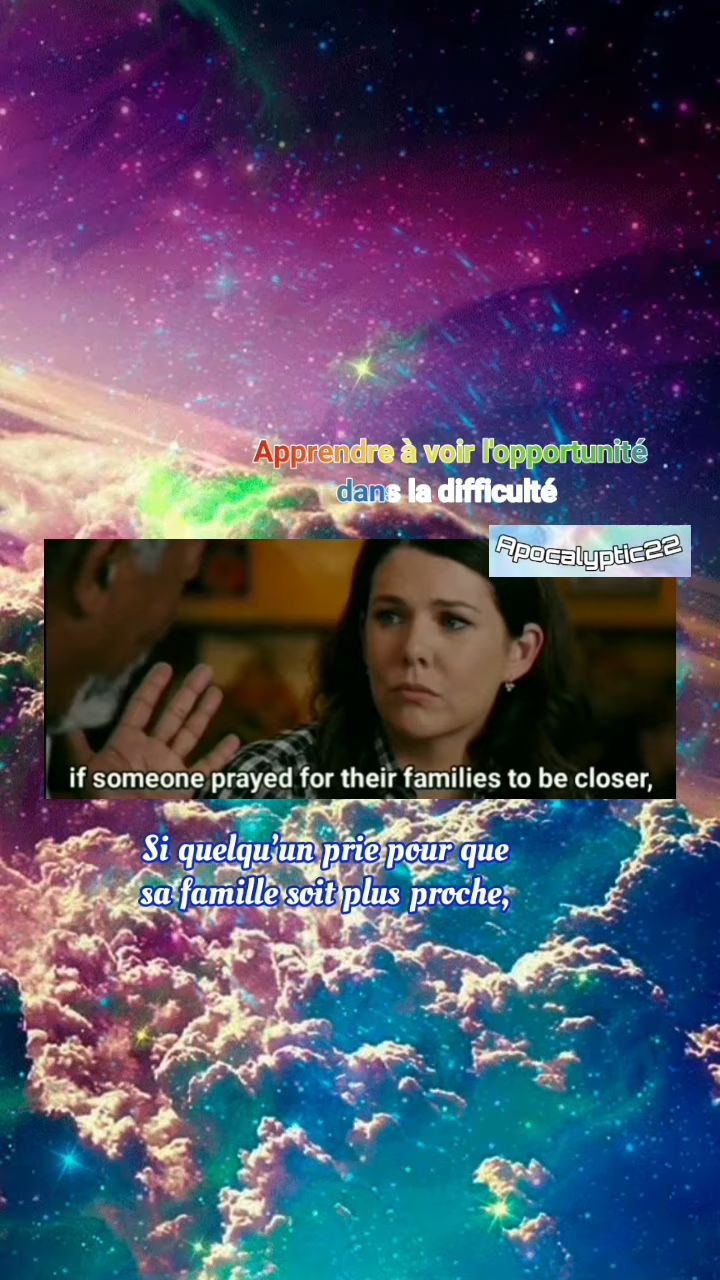 Apprendre à voir l'opportunité
dans la difficulté
Apocalyptic22
if someone prayed for their families to be closer,
Si quelqu’un prie pour que
sa famille soit plus proche,